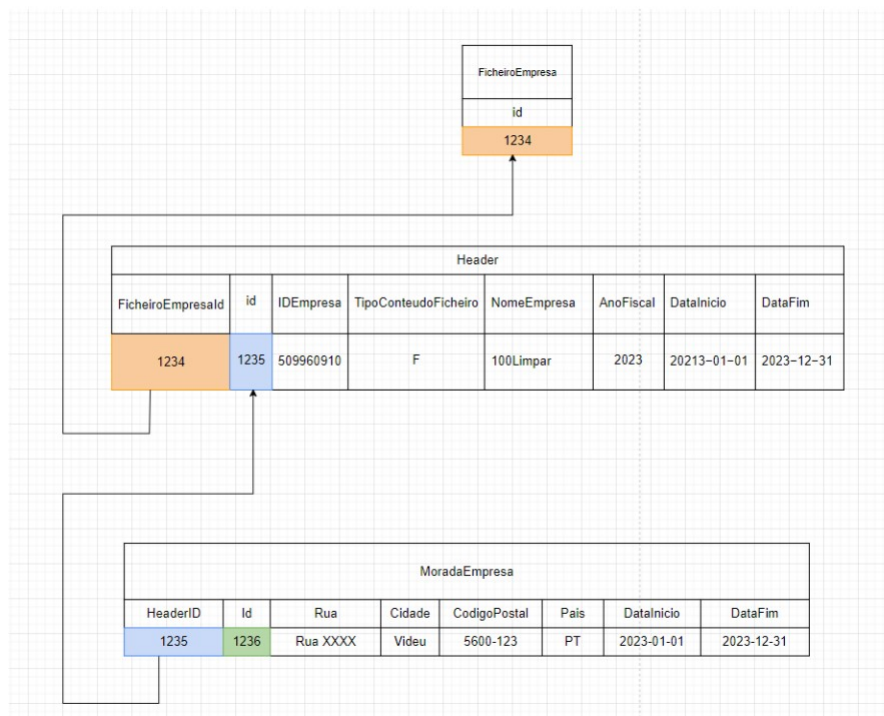 FicheiroEmpresa
id
1234
Header
FicheiroEmpresaId id IDEmpresa TipoConteudoFicheiro NomeEmpresa AnoFiscal DataInicio DataFim
1234 1235 509960910 F 100Limpar 2023 20213-01-01 2023-12-31
MoradaEmpresa
HeaderID Id Rua Cidade CodigoPostal Pais DataInicio DataFim
1235 1236 Rua XXXX Videu 5600-123 PT 2023-01-01 2023-12-31